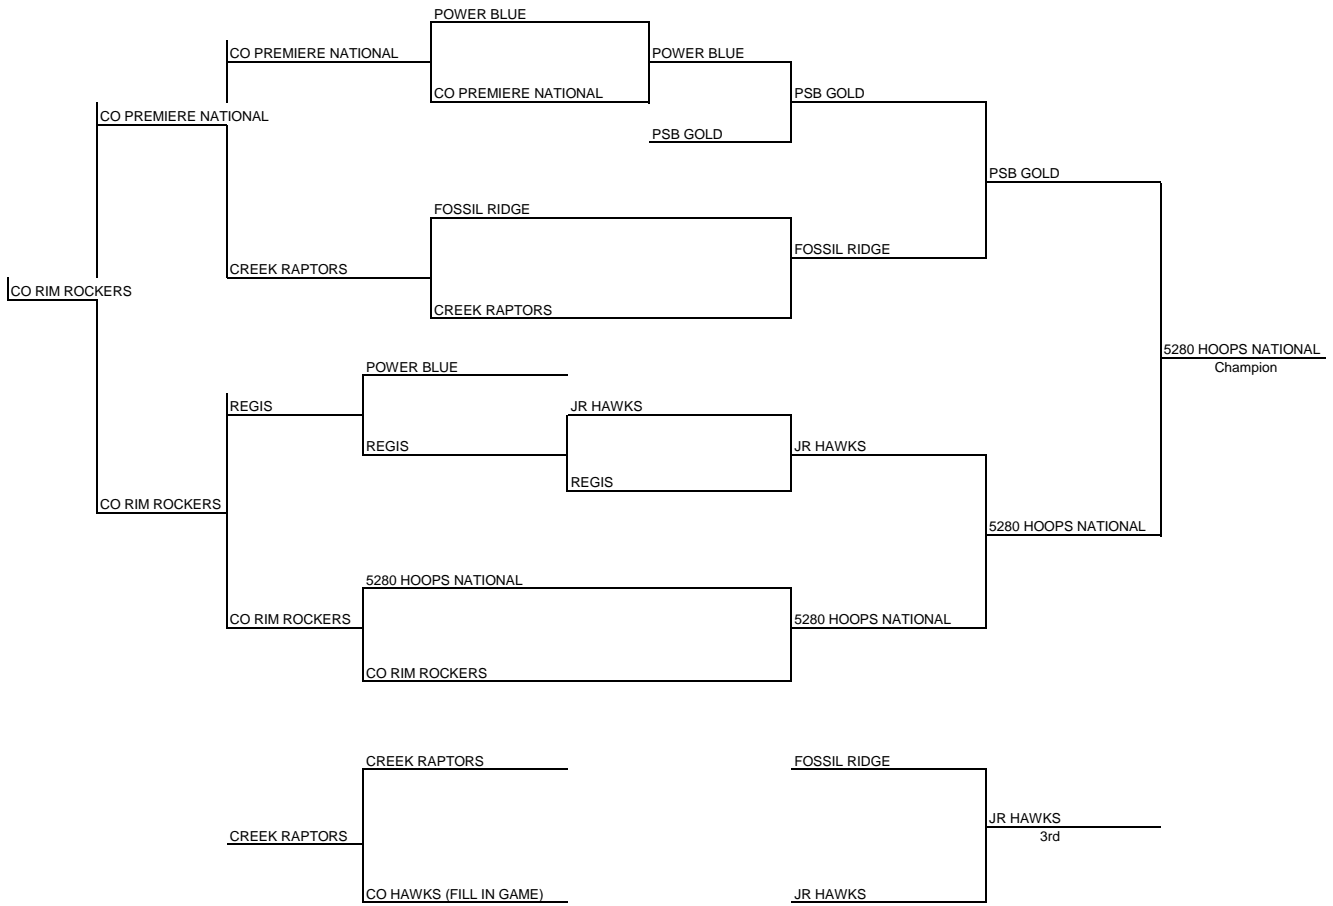 POWER BLUE
CO PREMIERE NATIONAL
POWER BLUE
CO PREMIERE NATIONAL
PSB GOLD
CO PREMIERE NATIONAL
PSB GOLD
PSB GOLD
FOSSIL RIDGE
FOSSIL RIDGE
CREEK RAPTORS
CO RIM ROCKERS
CREEK RAPTORS
5280 HOOPS NATIONAL
Champion
POWER BLUE
REGIS
JR HAWKS
REGIS
JR HAWKS
REGIS
CO RIM ROCKERS
5280 HOOPS NATIONAL
5280 HOOPS NATIONAL
CO RIM ROCKERS
5280 HOOPS NATIONAL
CO RIM ROCKERS
CREEK RAPTORS
FOSSIL RIDGE
JR HAWKS
3rd
CREEK RAPTORS
CO HAWKS (FILL IN GAME)
JR HAWKS